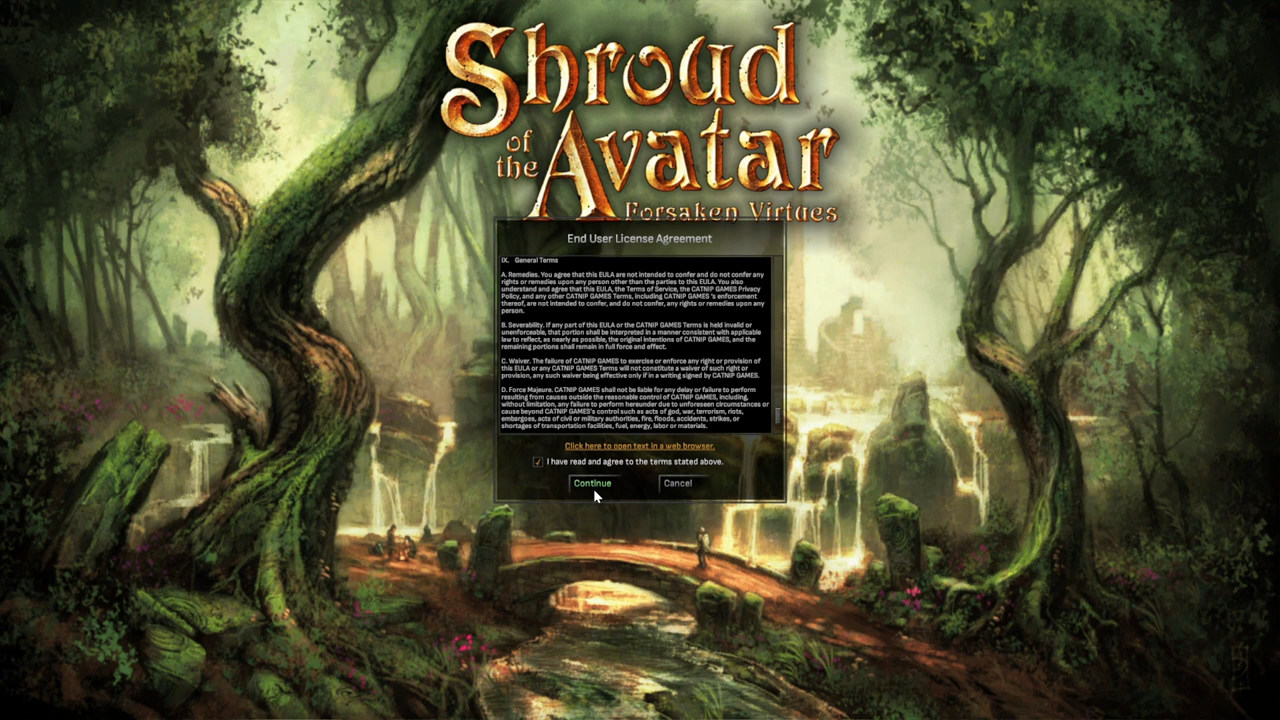 Shroud
of
the Avatar
Forsaken Virtues
End User License Agreement
IX. General Terms
A. Remedies. You agree that this EULA are not intended to confer and do not confer any
rights or remedies upon any person other than the parties to this EULA. You also
understand and agree that this EULA, the Terms of Service, the CATNIP GAMES Privacy
Policy, and any other CATNIP GAMES Terms, including CATNIP GAMES 's enforcement
thereof, are not intended to confer, and do not confer, any rights or remedies upon any
person.
B. Severability. If any part of this EULA or the CATNIP GAMES Terms is held invalid or
unenforceable, that portion shall be interpreted in a manner consistent with applicable
law to reflect, as nearly as possible, the original intentions of CATNIP GAMES, and the
remaining portions shall remain in full force and effect.
C. Waiver. The failure of CATNIP GAMES to exercise or enforce any right or provision of
this EULA or any CATNIP GAMES Terms will not constitute a waiver of such right or
provision, any such waiver being effective only if in a writing signed by CATNIP GAMES.
D. Force Majeure. CATNIP GAMES shall not be liable for any delay or failure to perform
resulting from causes outside the reasonable control of CATNIP GAMES, including,
without limitation, any failure to perform hereunder due to unforeseen circumstances or
cause beyond CATNIP GAMES's control such as acts of god, war, terrorism, riots,
embargoes, acts of civil or military authorities, fire, floods, accidents, strikes, or
shortages of transportation facilities, fuel, energy, labor or materials.
Click here to open text in a web browser.
I have read and agree to the terms stated above.
Continue
Cancel